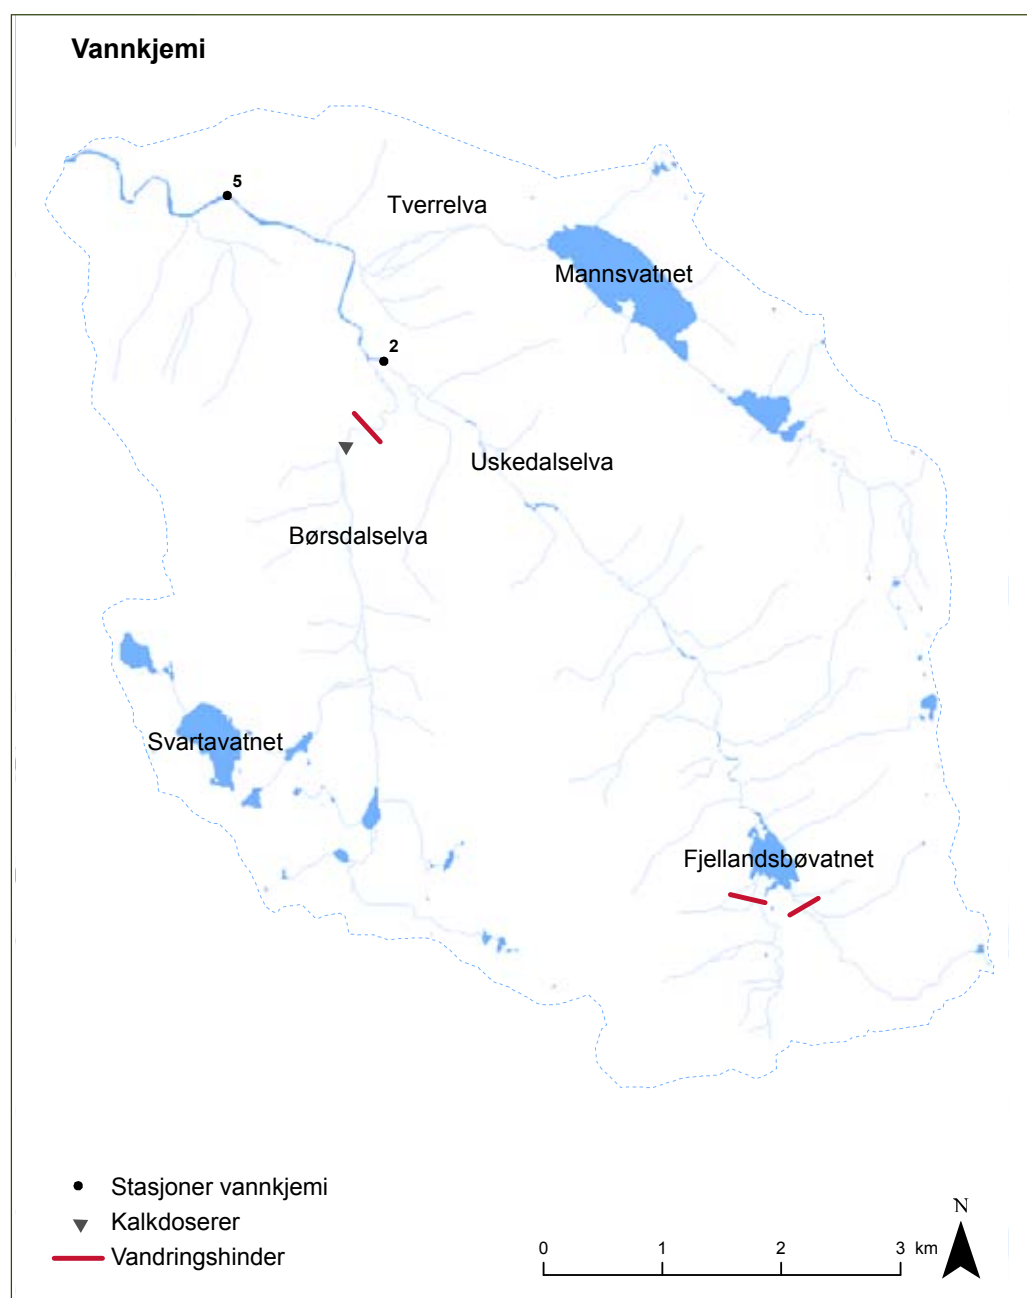 Vannkjemi
5
Tverrelva
Mannsvatnet
2
Uskedalselva
Børsdalselva
Svartavatnet
Fjellandsbøvatnet
Stasjoner vannkjemi
Kalkdoserer
Vandringshinder
0 1 2 3 km
N